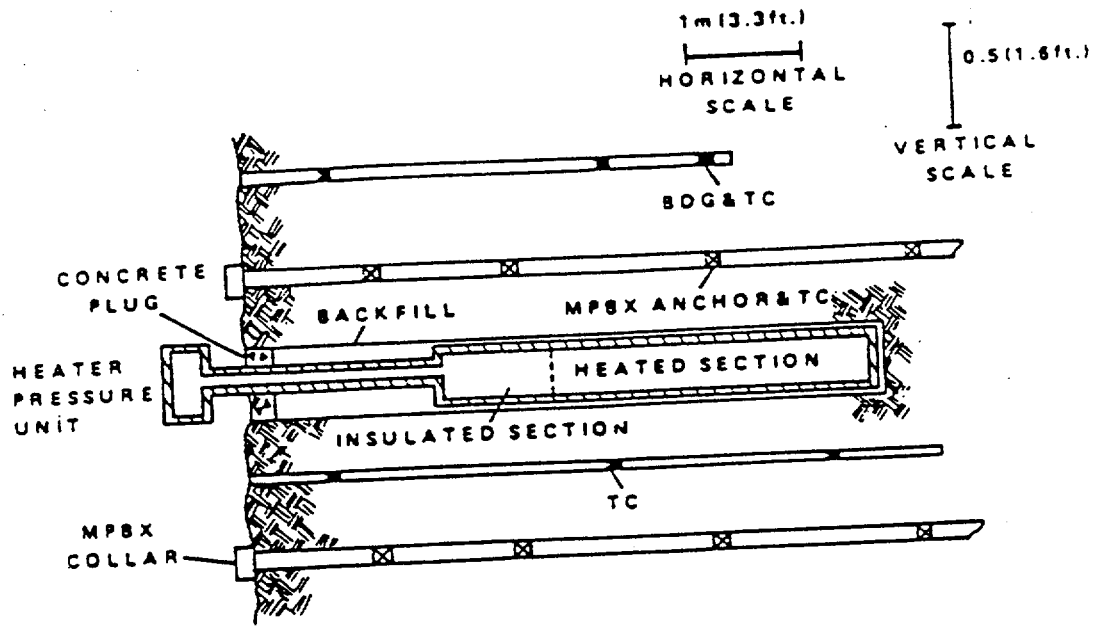 1m(3.3ft.)
HORIZONTAL
SCALE
0.5(1.6ft.)
VERTICAL
SCALE
BDG&TC
CONCRETE
PLUG
BACKFILL
MPBX ANCHOR&TC
HEATER
PRESSURE
UNIT
HEATED SECTION
INSULATED SECTION
TC
MPBX
COLLAR